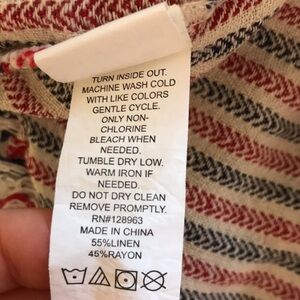 TURN INSIDE OUT.
MACHINE WASH COLD
WITH LIKE COLORS
GENTLE CYCLE.
ONLY NON-
CHLORINE
BLEACH WHEN
NEEDED.
TUMBLE DRY LOW.
WARM IRON IF
NEEDED.
DO NOT DRY CLEAN
REMOVE PROMPTLY.
RN#128963
MADE IN CHINA
55%LINEN
45%RAYON